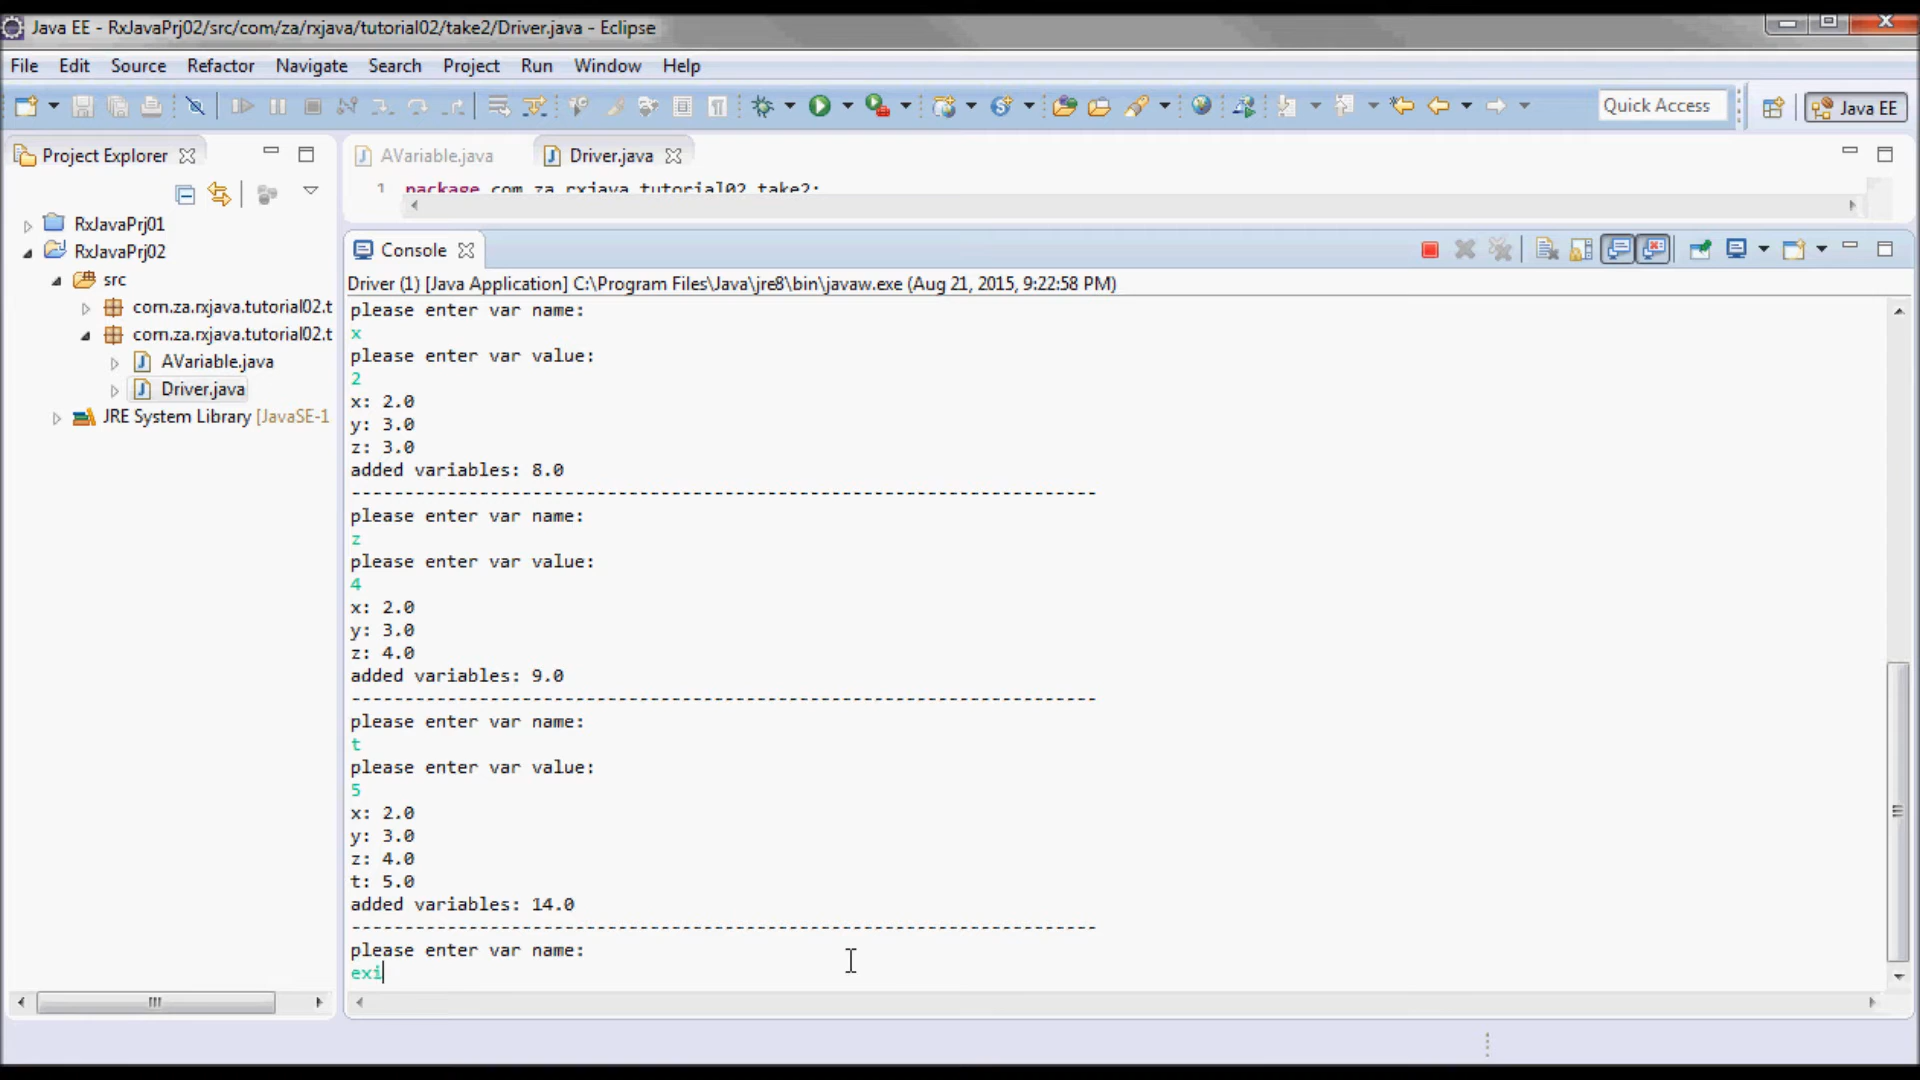 Java EE - RxJavaPrj02/src/com/za/rxjava/tutorial02/take2/Driver.java - Eclipse
File Edit Source Refactor Navigate Search Project Run Window Help
Quick Access
Java EE
Project Explorer
RxJavaPrj01
RxJavaPrj02
src
com.za.rxjava.tutorial02.t
com.za.rxjava.tutorial02.t
AVariable.java
Driver.java
JRE System Library [JavaSE-1
AVariable.java Driver.java
1 package com.za.rxjava.tutorial02.take2;
Console
Driver (1) [Java Application] C:\Program Files\Java\jre8\bin\javaw.exe (Aug 21, 2015, 9:22:58 PM)
please enter var name:
x
please enter var value:
2
x: 2.0
y: 3.0
z: 3.0
added variables: 8.0
----------------------------------------------------------------------
please enter var name:
z
please enter var value:
4
x: 2.0
y: 3.0
z: 4.0
added variables: 9.0
----------------------------------------------------------------------
please enter var name:
t
please enter var value:
5
x: 2.0
y: 3.0
z: 4.0
t: 5.0
added variables: 14.0
----------------------------------------------------------------------
please enter var name:
exi